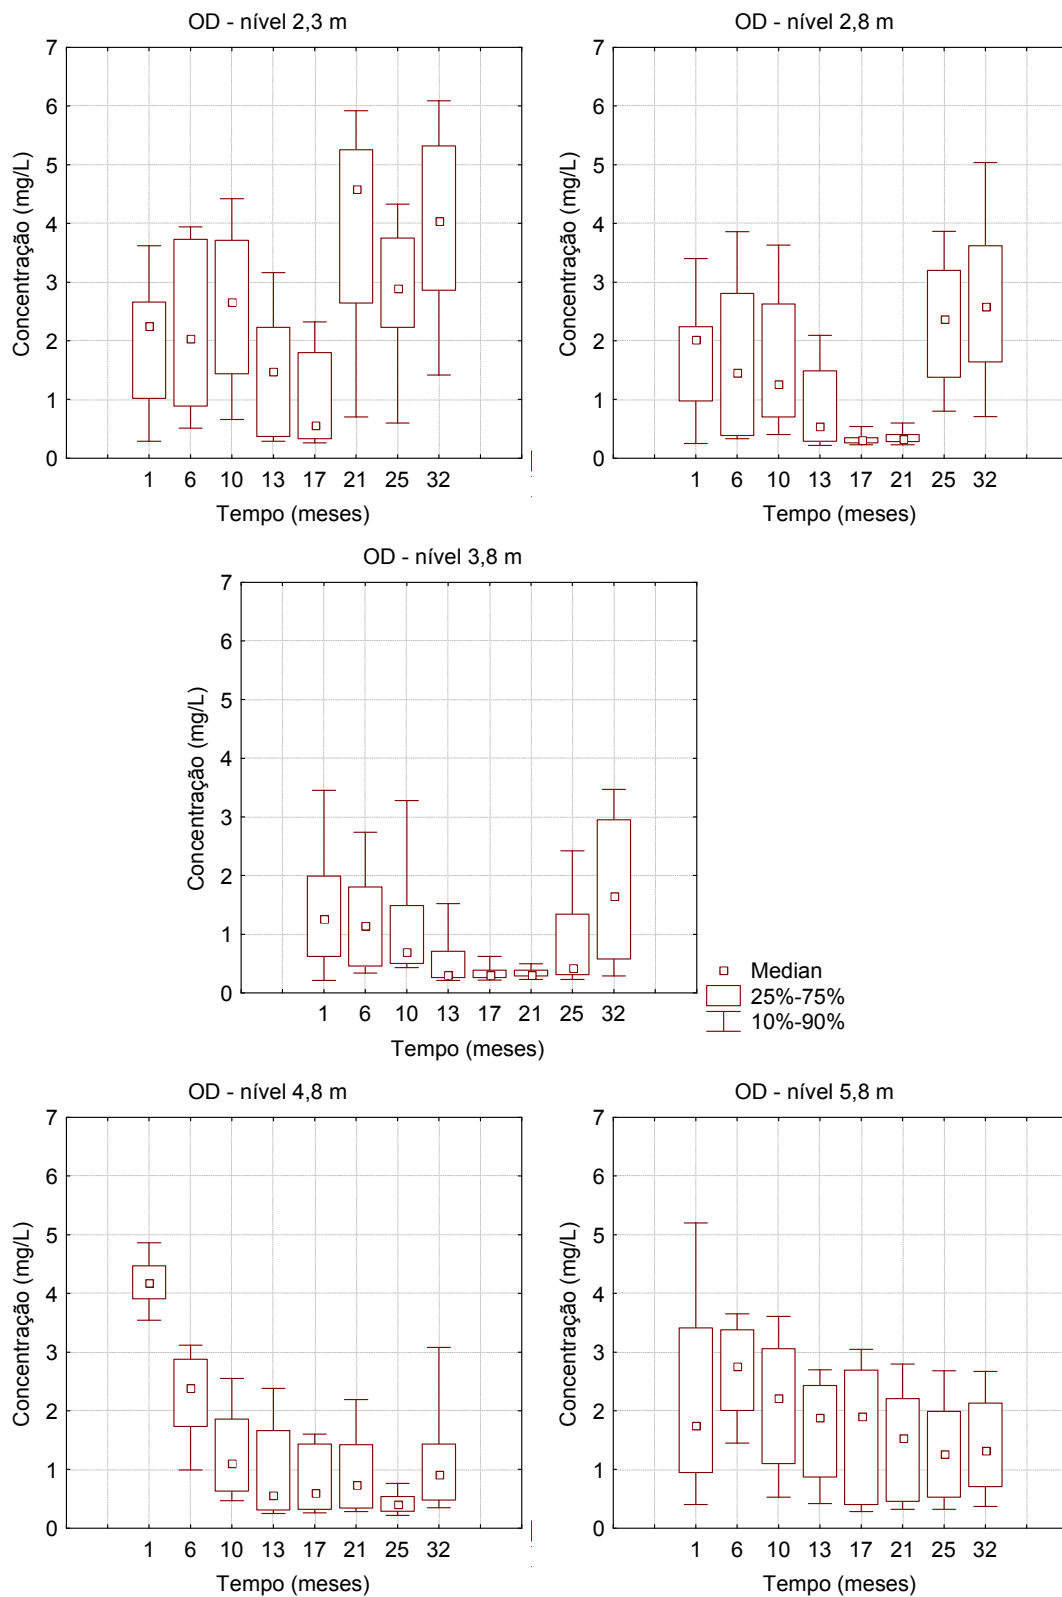 OD - nível 2,3 m
7
6
5
4
3
2
1
0
Concentração (mg/L)
1 6 10 13 17 21 25 32
Tempo (meses)
OD - nível 2,8 m
7
6
5
4
3
2
1
0
Concentração (mg/L)
1 6 10 13 17 21 25 32
Tempo (meses)
OD - nível 3,8 m
7
6
5
4
3
2
1
0
Concentração (mg/L)
1 6 10 13 17 21 25 32
Tempo (meses)
Median
25%-75%
10%-90%
OD - nível 4,8 m
7
6
5
4
3
2
1
0
Concentração (mg/L)
1 6 10 13 17 21 25 32
Tempo (meses)
OD - nível 5,8 m
7
6
5
4
3
2
1
0
Concentração (mg/L)
1 6 10 13 17 21 25 32
Tempo (meses)